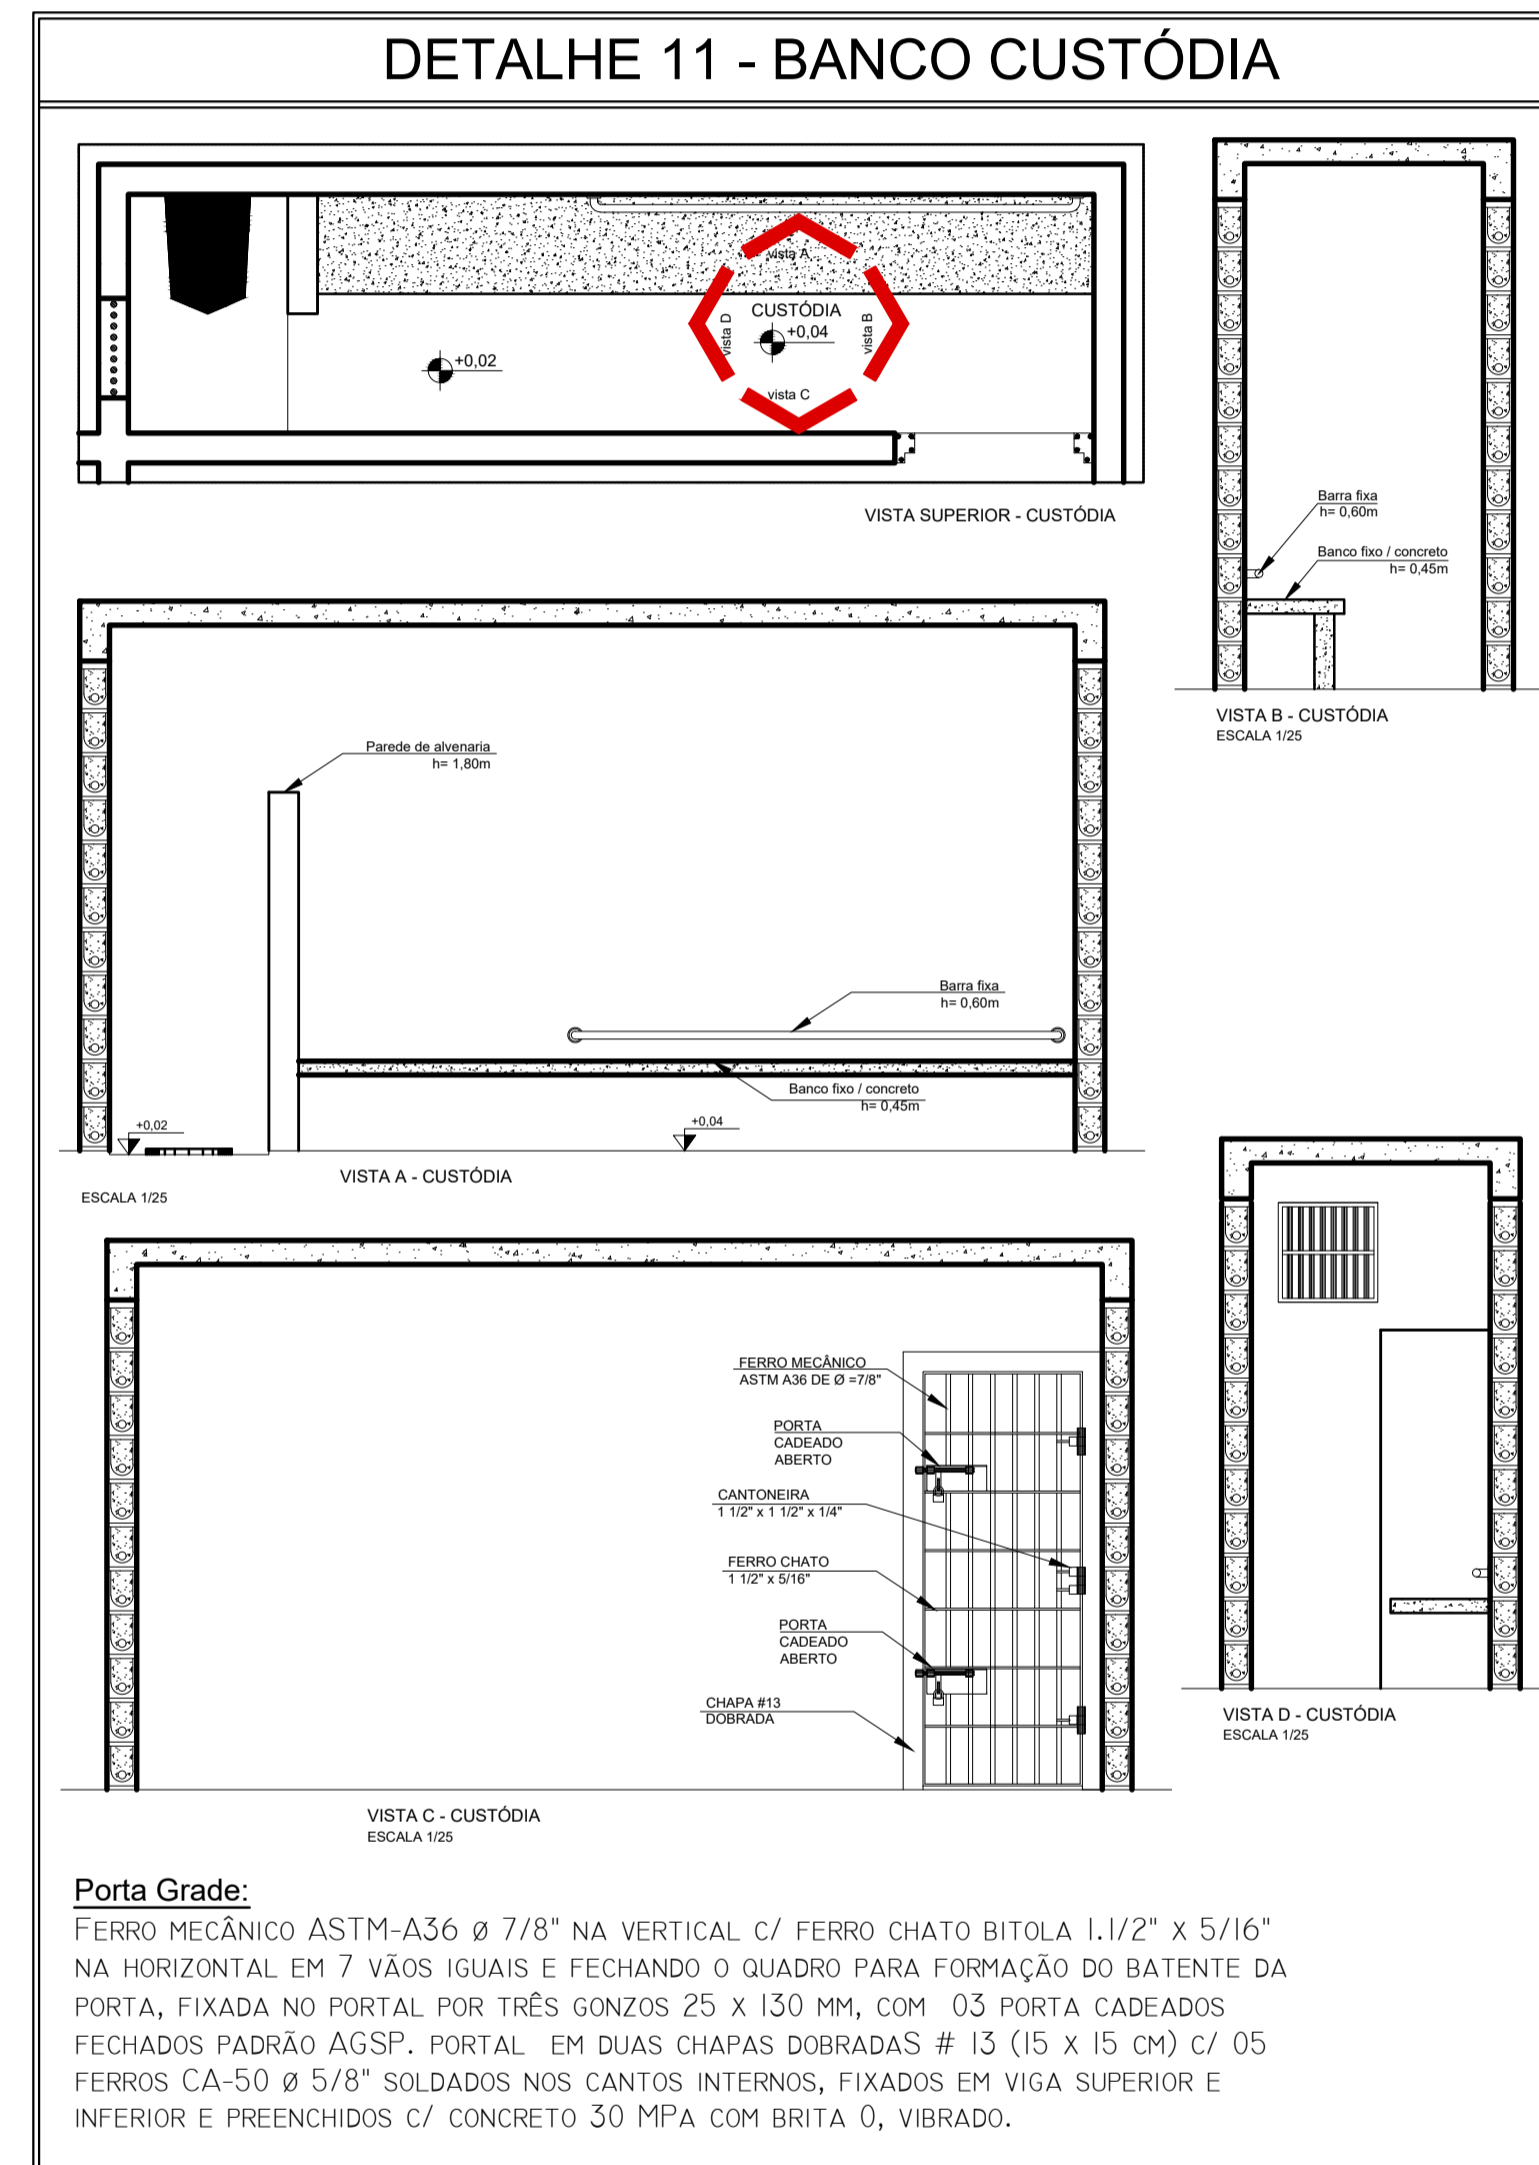 DETALHE 11 - BANCO CUSTÓDIA
vista A
CUSTÓDIA
+0,04
vista D
vista B
vista C
+0,02
VISTA SUPERIOR - CUSTÓDIA
Barra fixa
h= 0,60m
Banco fixo / concreto
h= 0,45m
VISTA B - CUSTÓDIA
ESCALA 1/25
Parede de alvenaria
h= 1,80m
Barra fixa
h= 0,60m
Banco fixo / concreto
h= 0,45m
+0,02
+0,04
VISTA A - CUSTÓDIA
ESCALA 1/25
FERRO MECÂNICO
ASTM A36 DE Ø =7/8"
PORTA
CADEADO
ABERTO
CANTONEIRA
1 1/2" x 1 1/2" x 1/4"
FERRO CHATO
1 1/2" x 5/16"
PORTA
CADEADO
ABERTO
CHAPA #13
DOBRADA
VISTA C - CUSTÓDIA
ESCALA 1/25
VISTA D - CUSTÓDIA
ESCALA 1/25
Porta Grade:
FERRO MECÂNICO ASTM-A36 Ø 7/8" NA VERTICAL C/ FERRO CHATO BITOLA 1.1/2" X 5/16"
NA HORIZONTAL EM 7 VÃOS IGUAIS E FECHANDO O QUADRO PARA FORMAÇÃO DO BATENTE DA
PORTA, FIXADA NO PORTAL POR TRÊS GONZOS 25 X 130 MM, COM 03 PORTA CADEADOS
FECHADOS PADRÃO AGSP. PORTAL EM DUAS CHAPAS DOBRADAS # 13 (15 X 15 CM) C/ 05
FERROS CA-50 Ø 5/8" SOLDADOS NOS CANTOS INTERNOS, FIXADOS EM VIGA SUPERIOR E
INFERIOR E PREENCHIDOS C/ CONCRETO 30 MPA COM BRITA 0, VIBRADO.